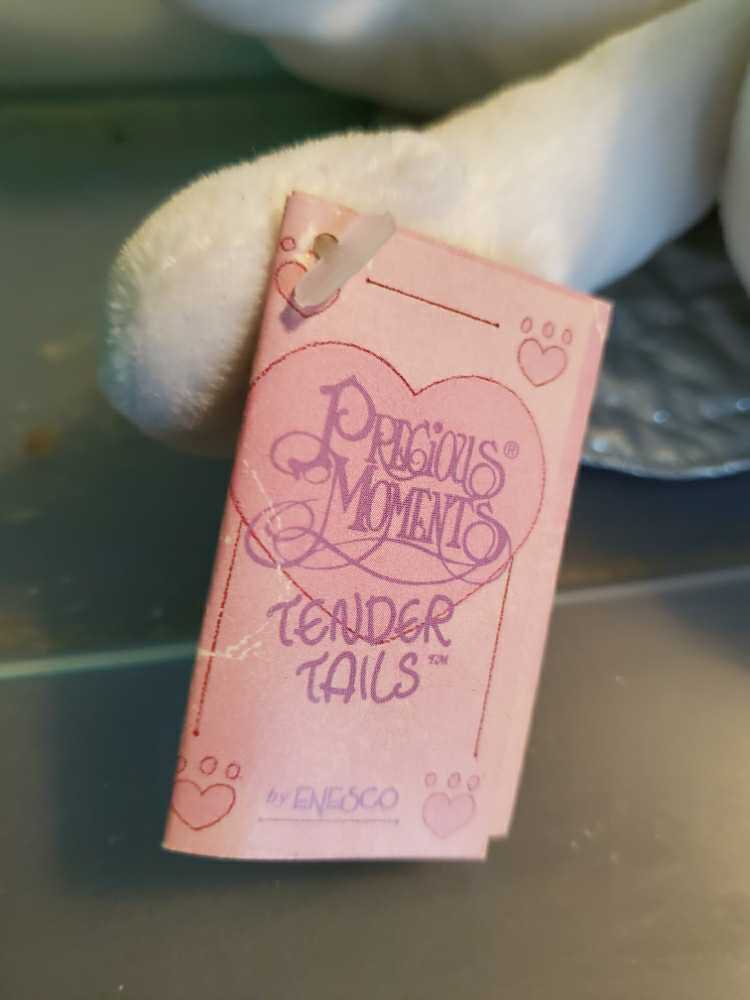 PRECIOUS®
MOMENTS
TENDER
TAILS™
by ENESCO